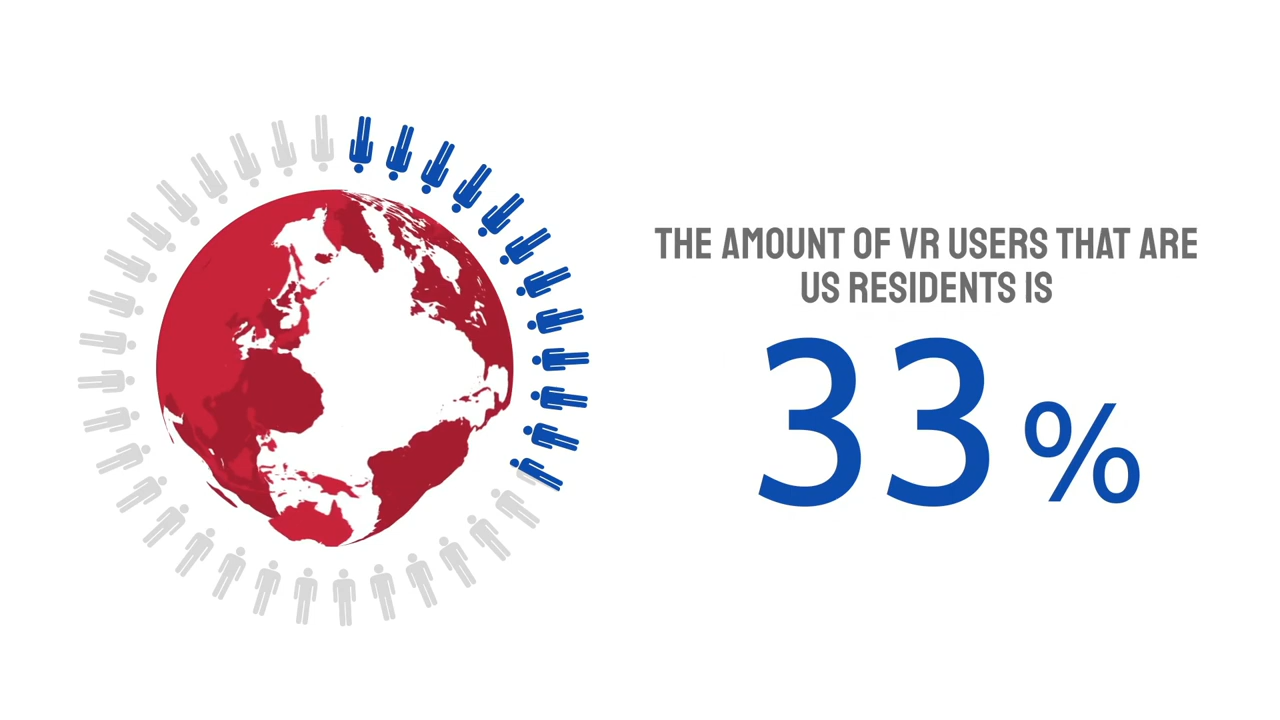 THE AMOUNT OF VR USERS THAT ARE
US RESIDENTS IS
33 %